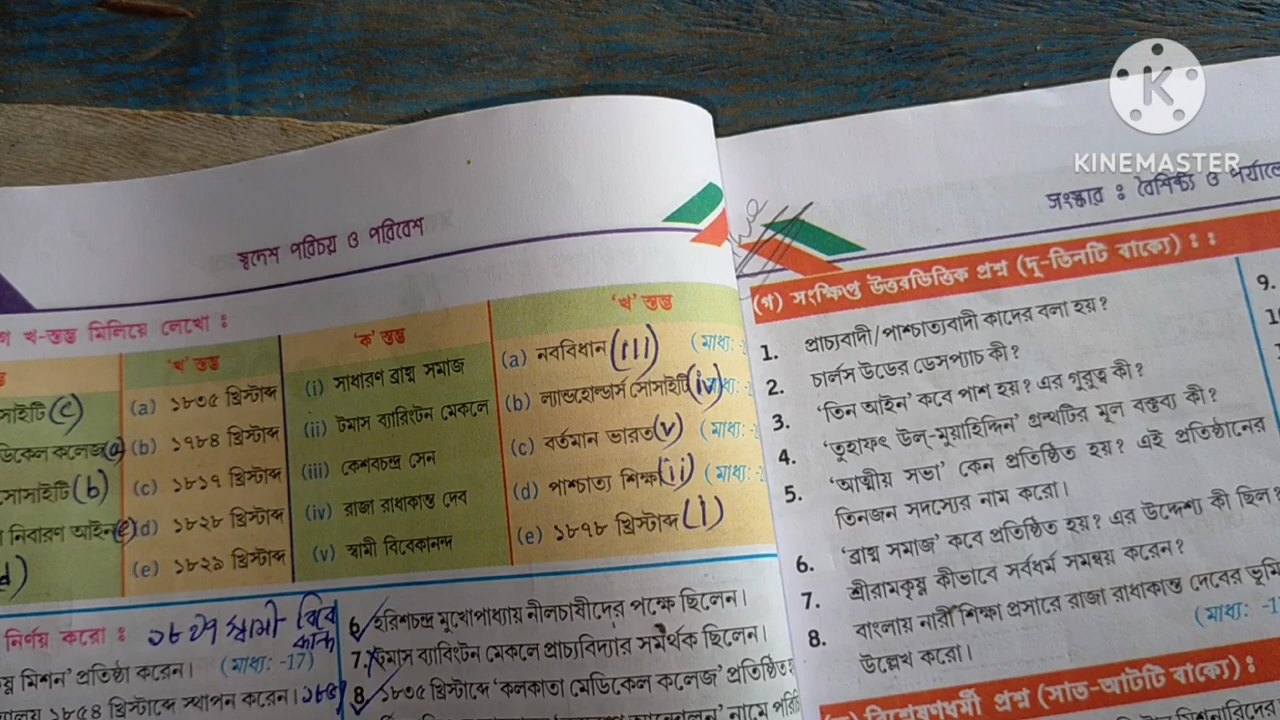 KINEMASTER
স্বদেশ পরিচয় ও পরিবেশ
খ-স্তম্ভ মিলিয়ে লেখো :
'খ' স্তম্ভ
(c)
(a) ১৮৩৫ খ্রিস্টাব্দ
কলেজ(a) (b) ১৭৮৪ খ্রিস্টাব্দ
সোসাইটি (b) (c) ১৮১৭ খ্রিস্টাব্দ
নিবারণ আইন(e) (d) ১৮২৮ খ্রিস্টাব্দ
(e) ১৮২৯ খ্রিস্টাব্দ
'ক' স্তম্ভ
(i) সাধারণ ব্রাহ্ম সমাজ
(ii) টমাস ব্যারিংটন মেকলে
(iii) কেশবচন্দ্র সেন
(iv) রাজা রাধাকান্ত দেব
(v) স্বামী বিবেকানন্দ
'খ' স্তম্ভ
(a) নববিধান (iii) (মাধ্য:
(b) ল্যান্ডহোল্ডার্স সোসাইটি (iv) মাধ্য:
(c) বর্তমান ভারত (v) (মাধ্য:
(d) পাশ্চাত্য শিক্ষা (ii) (মাধ্য:
(e) ১৮৭৮ খ্রিস্টাব্দ (i)
নির্ণয় করো :
মিশন' প্রতিষ্ঠা করেন। (মাধ্য: -17)
১৮৫৪ খ্রিস্টাব্দে স্থাপন করেন।
6. হরিশচন্দ্র মুখোপাধ্যায় নীলচাষীদের পক্ষে ছিলেন।
7. টমাস ব্যাবিংটন মেকলে প্রাচ্যবিদ্যার সমর্থক ছিলেন।
8. ১৮৩৫ খ্রিস্টাব্দে 'কলকাতা মেডিকেল কলেজ' প্রতিষ্ঠিত
নামে
সংস্কার : বৈশিষ্ট্য ও
(গ) সংক্ষিপ্ত উত্তরভিত্তিক প্রশ্ন (দু-তিনটি বাক্যে) : :
1. প্রাচ্যবাদী/পাশ্চাত্যবাদী কাদের বলা হয়?
2. চার্লস উডের ডেসপ্যাচ কী?
3. 'তিন আইন' কবে পাশ হয়? এর গুরুত্ব কী?
4. 'তুহাফৎ উল-মুয়াহিদ্দিন' গ্রন্থটির মূল বক্তব্য কী?
5. 'আত্মীয় সভা' কেন প্রতিষ্ঠিত হয়? এই প্রতিষ্ঠানের
তিনজন সদস্যের নাম করো।
6. 'ব্রাহ্ম সমাজ' কবে প্রতিষ্ঠিত হয়? এর উদ্দেশ্য কী ছিল?
7. শ্রীরামকৃষ্ণ কীভাবে সর্বধর্ম সমন্বয় করেন?
8. বাংলায় নারী শিক্ষা প্রসারে রাজা রাধাকান্ত দেবের
উল্লেখ করো। (মাধ্য:
9.
বিশ্লেষণধর্মী প্রশ্ন (সাত-আটটি বাক্যে) :